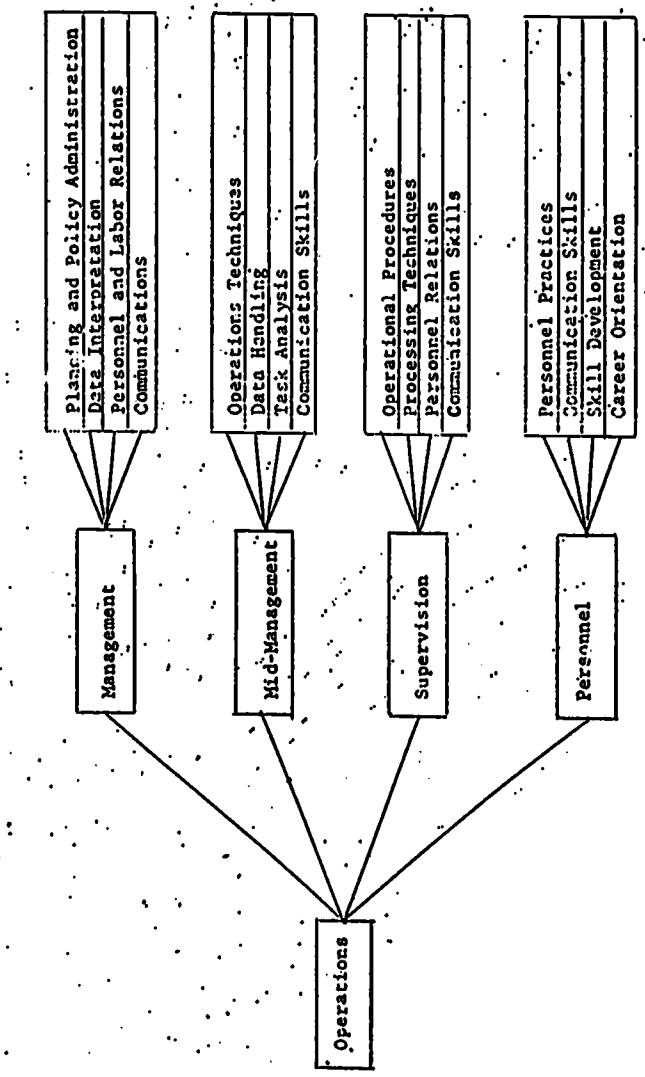 Operations
Management
Planning and Policy Administration
Data Interpretation
Personnel and Labor Relations
Communications
Mid-Management
Operations Techniques
Data Handling
Task Analysis
Communication Skills
Supervision
Operational Procedures
Processing Techniques
Personnel Relations
Communication Skills
Personnel
Personnel Practices
Communication Skills
Skill Development
Career Orientation